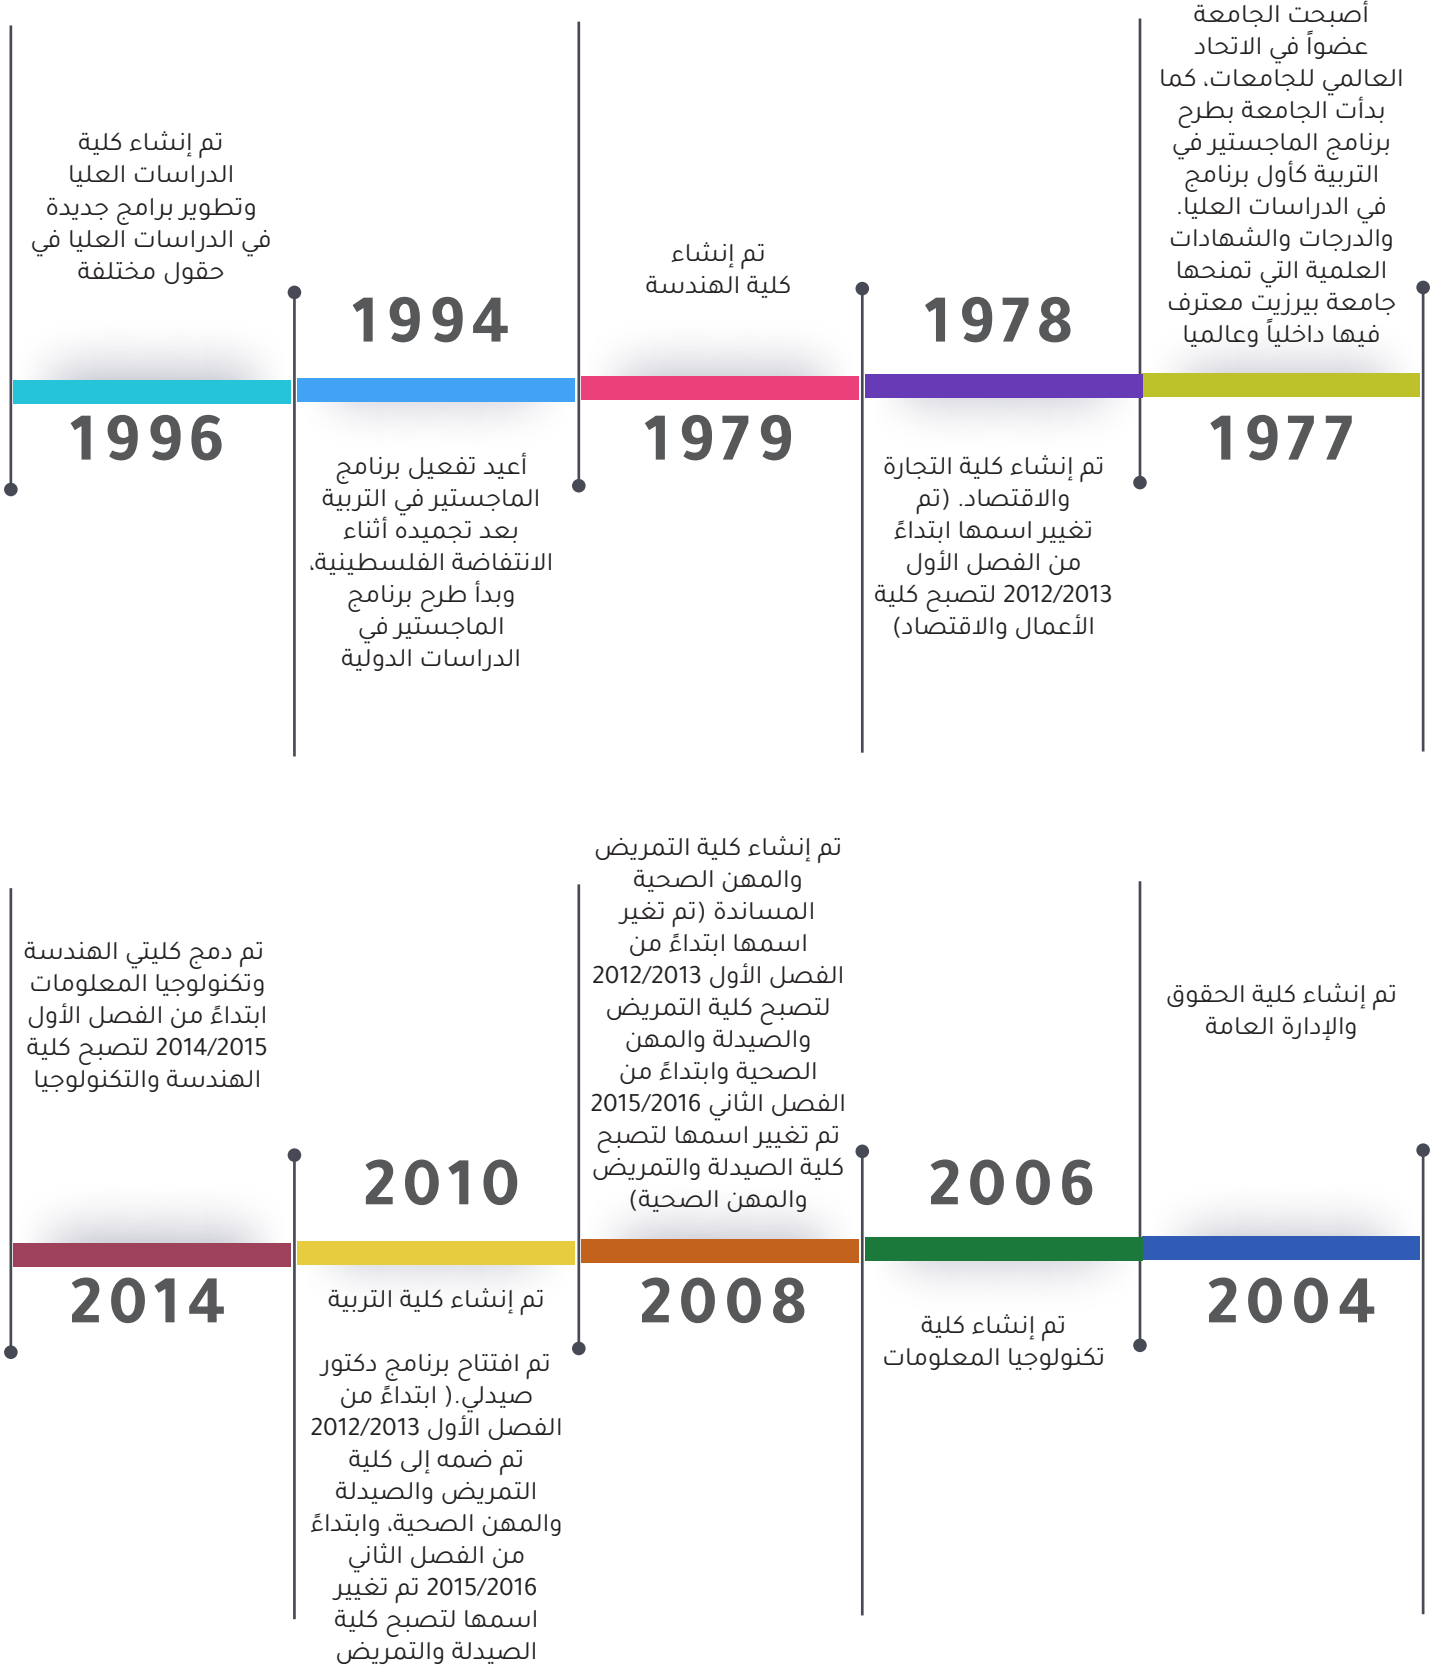 أصبحت الجامعة
عضواً في الاتحاد
العالمي للجامعات، كما
بدأت الجامعة بطرح
برنامج الماجستير في
التربية كأول برنامج
في الدراسات العليا.
والدرجات والشهادات
العلمية التي تمنحها
جامعة بيرزيت معترف
فيها داخلياً وعالميا
1977
1978
تم إنشاء كلية التجارة
والاقتصاد. (تم
تغيير اسمها ابتداءً
من الفصل الأول
2012/2013 لتصبح كلية
الأعمال والاقتصاد)
تم إنشاء
كلية الهندسة
1979
1994
أعيد تفعيل برنامج
الماجستير في التربية
بعد تجميده أثناء
الانتفاضة الفلسطينية،
وبدأ طرح برنامج
الماجستير في
الدراسات الدولية
تم إنشاء كلية
الدراسات العليا
وتطوير برامج جديدة
في الدراسات العليا في
حقول مختلفة
1996
تم إنشاء كلية الحقوق
والإدارة العامة
2004
2006
تم إنشاء كلية
تكنولوجيا المعلومات
تم إنشاء كلية التمريض
والمهن الصحية
المساندة (تم تغير
اسمها ابتداءً من
الفصل الأول 2012/2013
لتصبح كلية التمريض
والصيدلة والمهن
الصحية وابتداءً من
الفصل الثاني 2015/2016
تم تغيير اسمها لتصبح
كلية الصيدلة والتمريض
والمهن الصحية)
2008
2010
تم إنشاء كلية التربية
تم افتتاح برنامج دكتور
صيدلي.( ابتداءً من
الفصل الأول 2012/2013
تم ضمه إلى كلية
التمريض والصيدلة
والمهن الصحية، وابتداءً
من الفصل الثاني
2015/2016 تم تغيير
اسمها لتصبح كلية
الصيدلة والتمريض
تم دمج كليتي الهندسة
وتكنولوجيا المعلومات
ابتداءً من الفصل الأول
2014/2015 لتصبح كلية
الهندسة والتكنولوجيا
2014